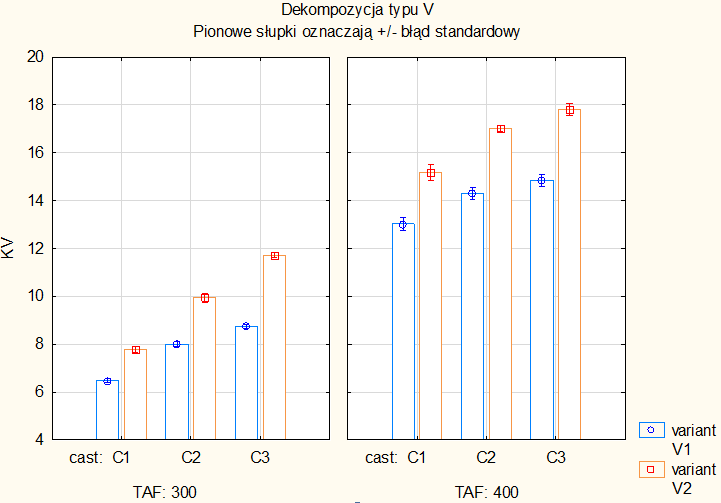 Dekompozycja typu V
Pionowe słupki oznaczają +/- błąd standardowy
20
18
16
14
12
10
8
6
4
KV
cast: C1 C2 C3
cast: C1 C2 C3
TAF: 300
TAF: 400
variant
V1
variant
V2